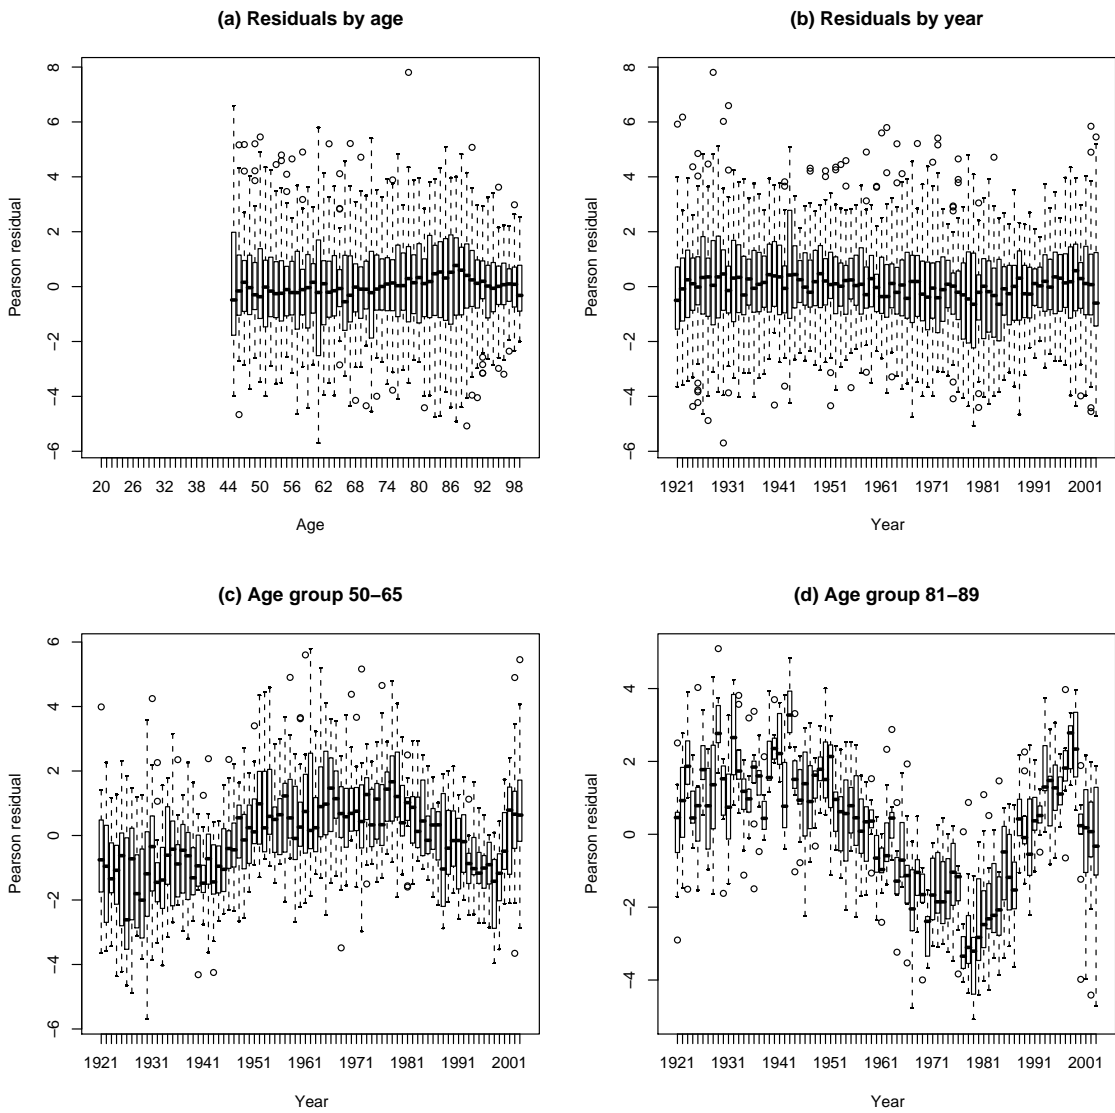 (a) Residuals by age
Pearson residual
8
6
4
2
0
−2
−4
−6
20 26 32 38 44 50 56 62 68 74 80 86 92 98
Age
(b) Residuals by year
Pearson residual
8
6
4
2
0
−2
−4
−6
1921 1931 1941 1951 1961 1971 1981 1991 2001
Year
(c) Age group 50−65
Pearson residual
6
4
2
0
−2
−4
−6
1921 1931 1941 1951 1961 1971 1981 1991 2001
Year
(d) Age group 81−89
Pearson residual
4
2
0
−2
−4
1921 1931 1941 1951 1961 1971 1981 1991 2001
Year